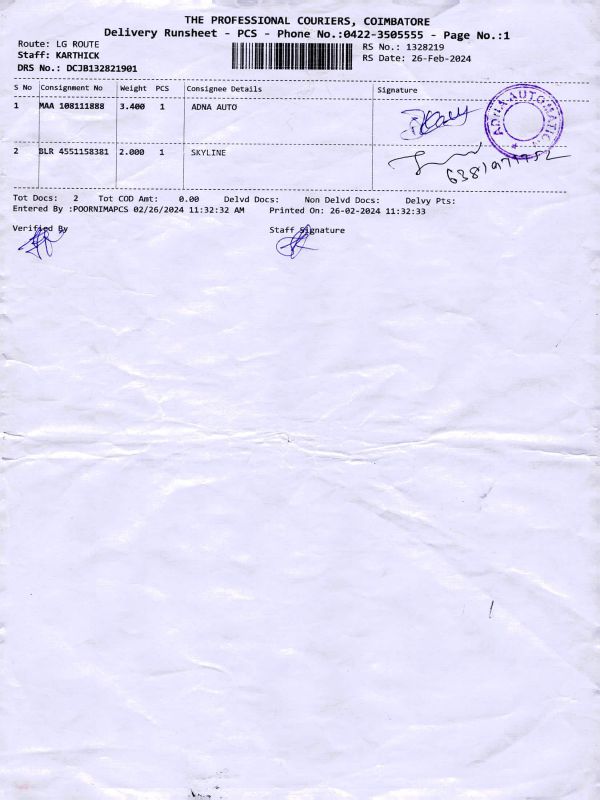 THE PROFESSIONAL COURIERS, COIMBATORE
Delivery Runsheet - PCS - Phone No.:0422-3505555 - Page No.:1
Route: LG ROUTE RS No.: 1328219
Staff: KARTHICK RS Date: 26-Feb-2024
DRS No.: DCJB132821901
S No Consignment No Weight PCS Consignee Details Signature
1 MAA 108111888 3.400 1 ADNA AUTO
ADNA AUTOMATICA
2 BLR 4551158381 2.000 1 SKYLINE
Tot Docs: 2 Tot COD Amt: 0.00 Delvd Docs: Non Delvd Docs: Delvy Pts:
Entered By :POORNIMAPCS 02/26/2024 11:32:32 AM Printed On: 26-02-2024 11:32:33
Verified By Staff Signature